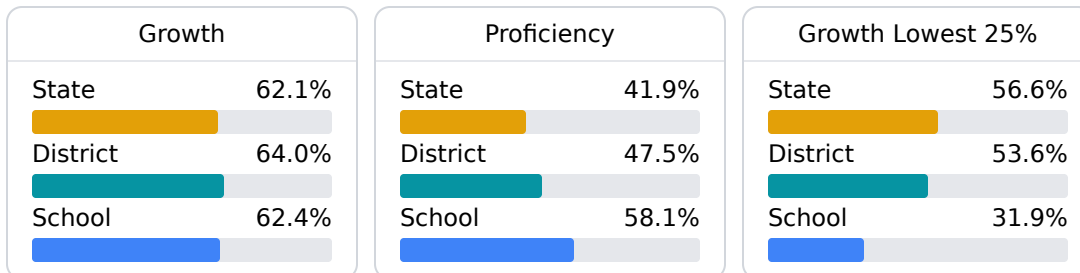 Growth
State 62.1%
District 64.0%
School 62.4%
Proficiency
State 41.9%
District 47.5%
School 58.1%
Growth Lowest 25%
State 56.6%
District 53.6%
School 31.9%